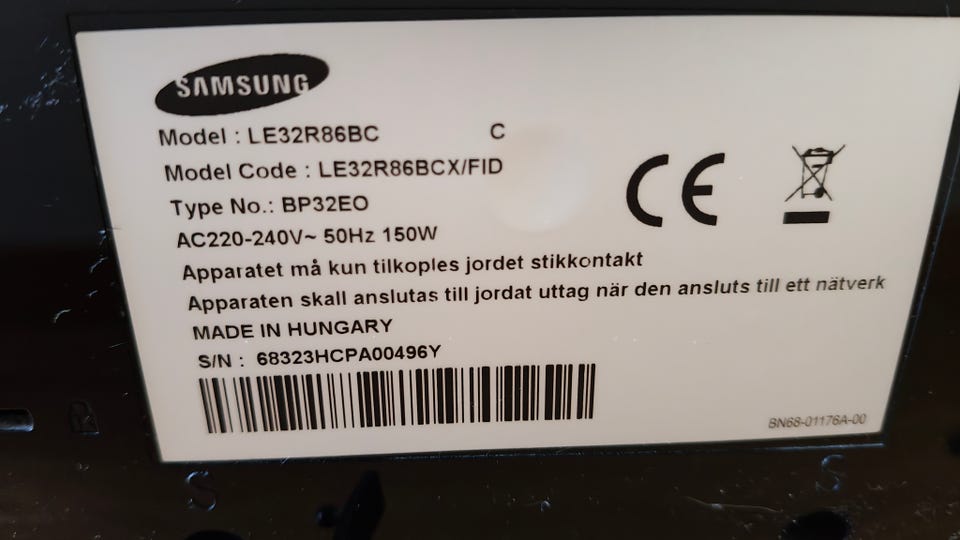 SAMSUNG
Model : LE32R86BC C
Model Code : LE32R86BCX/FID
Type No.: BP32EO
AC220-240V~ 50Hz 150W
Apparatet må kun tilkoples jordet stikkontakt
Apparaten skall anslutas till jordat uttag när den ansluts till ett nätverk
MADE IN HUNGARY
S/N : 68323HCPA00496Y
CE
BN68-01176A-00
S S